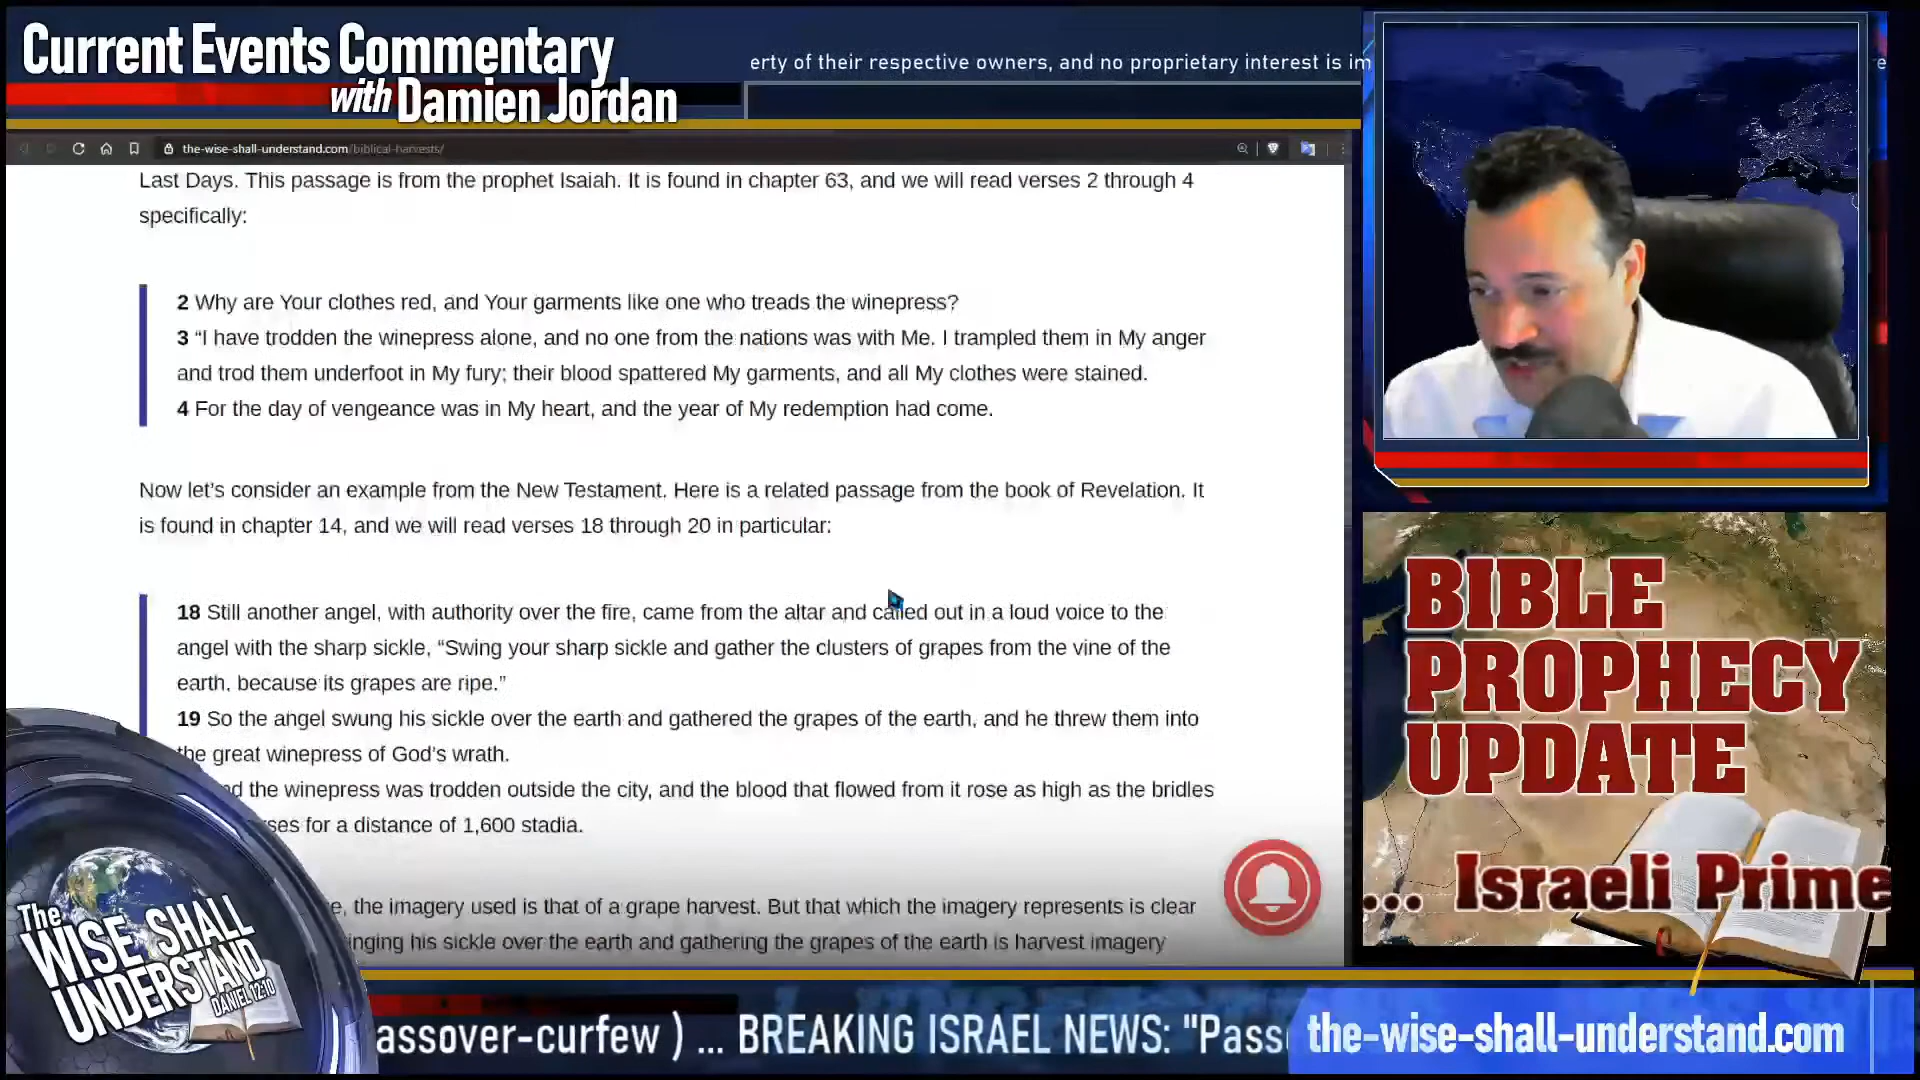 Current Events Commentary
with Damien Jordan
erty of their respective owners, and no proprietary interest is im
the-wise-shall-understand.com/biblical-harvests/
Last Days. This passage is from the prophet Isaiah. It is found in chapter 63, and we will read verses 2 through 4
specifically:
2 Why are Your clothes red, and Your garments like one who treads the winepress?
3 “I have trodden the winepress alone, and no one from the nations was with Me. I trampled them in My anger
and trod them underfoot in My fury; their blood spattered My garments, and all My clothes were stained.
4 For the day of vengeance was in My heart, and the year of My redemption had come.
Now let’s consider an example from the New Testament. Here is a related passage from the book of Revelation. It
is found in chapter 14, and we will read verses 18 through 20 in particular:
18 Still another angel, with authority over the fire, came from the altar and called out in a loud voice to the
angel with the sharp sickle, “Swing your sharp sickle and gather the clusters of grapes from the vine of the
earth, because its grapes are ripe.”
19 So the angel swung his sickle over the earth and gathered the grapes of the earth, and he threw them into
the great winepress of God’s wrath.
nd the winepress was trodden outside the city, and the blood that flowed from it rose as high as the bridles
ses for a distance of 1,600 stadia.
e, the imagery used is that of a grape harvest. But that which the imagery represents is clear
inging his sickle over the earth and gathering the grapes of the earth is harvest imagery
BIBLE
PROPHECY
UPDATE
... Israeli Prime
The
WISE SHALL
UNDERSTAND
DANIEL 12:10
assover-curfew ) ... BREAKING ISRAEL NEWS: "Pass
the-wise-shall-understand.com